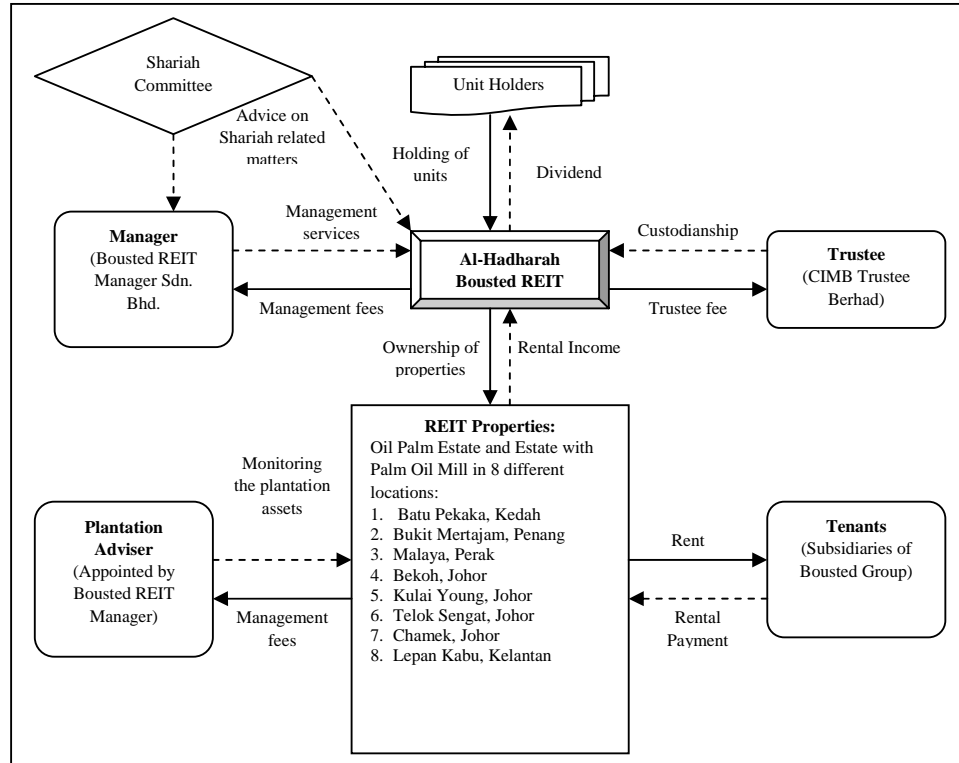 Shariah
Committee
Unit Holders
Advice on
Shariah related
matters
Holding of
units
Dividend
Manager
(Bousted REIT
Manager Sdn.
Bhd.
Management
services
Management fees
Al-Hadharah
Bousted REIT
Custodianship
Trustee fee
Trustee
(CIMB Trustee
Berhad)
Ownership of
properties
Rental Income
REIT Properties:
Oil Palm Estate and Estate with
Palm Oil Mill in 8 different
locations:
1. Batu Pekaka, Kedah
2. Bukit Mertajam, Penang
3. Malaya, Perak
4. Bekoh, Johor
5. Kulai Young, Johor
6. Telok Sengat, Johor
7. Chamek, Johor
8. Lepan Kabu, Kelantan
Monitoring
the plantation
assets
Plantation
Adviser
(Appointed by
Bousted REIT
Manager)
Management
fees
Rent
Rental
Payment
Tenants
(Subsidiaries of
Bousted Group)